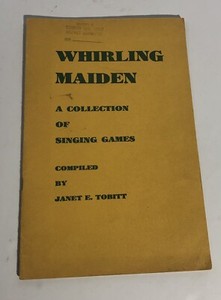 WHIRLING
MAIDEN
A COLLECTION
OF
SINGING GAMES
COMPILED
BY
JANET E. TOBITT